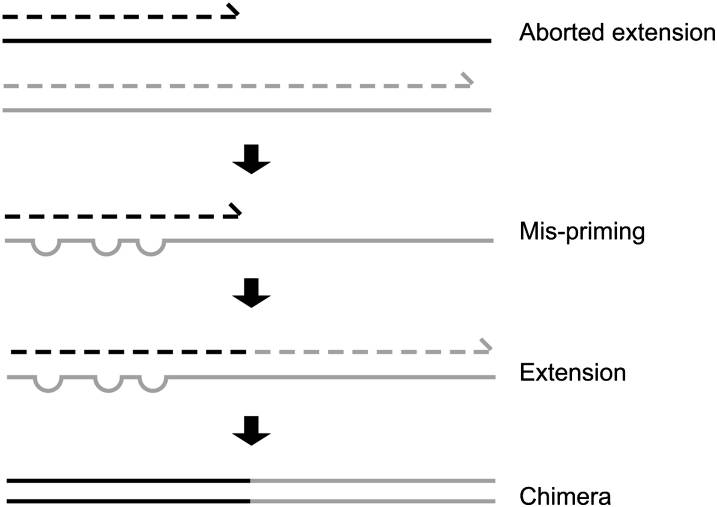 Aborted extension
Mis-priming
Extension
Chimera